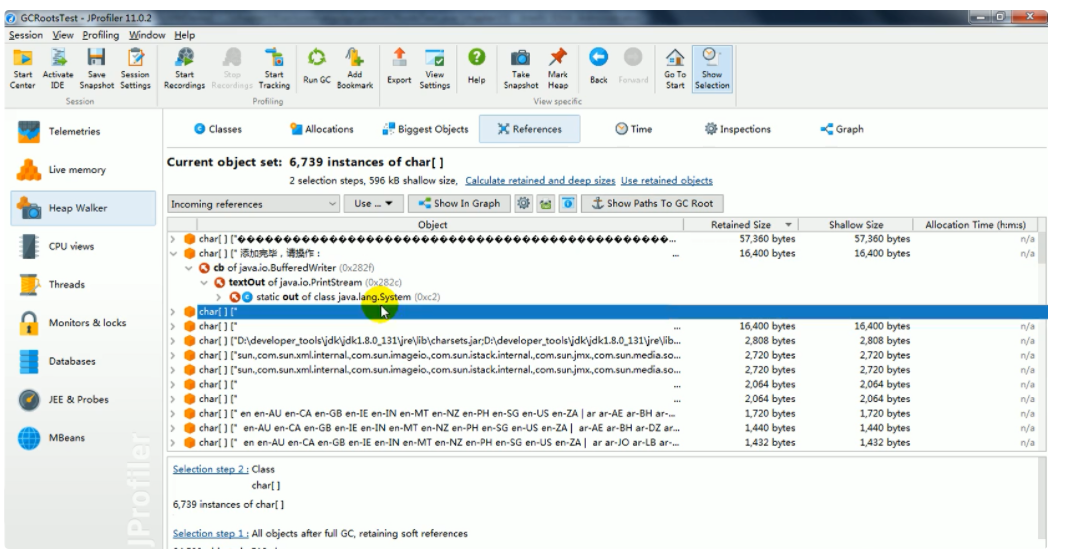 GCRootsTest - JProfiler 11.0.2
Session View Profiling Window Help
Start Center
Activate IDE
Save Snapshot
Session Settings
Start Recordings
Stop Recordings
Start Tracking
Run GC
Add Bookmark
Export
View Settings
Help
Take Snapshot
Mark Heap
Back
Forward
Go To Start
Show Selection
Session
Profiling
View specific
Telemetries
Live memory
Heap Walker
CPU views
Threads
Monitors & locks
Databases
JEE & Probes
MBeans
JProfiler
Classes Allocations Biggest Objects References Time Inspections Graph
Current object set: 6,739 instances of char[ ]
2 selection steps, 596 kB shallow size, Calculate retained and deep sizes Use retained objects
Incoming references Use ... Show In Graph Show Paths To GC Root
Object Retained Size Shallow Size Allocation Time (h:m:s)
char[ ] ["������������������������������������������������... 57,360 bytes 57,360 bytes n/a
char[ ] [" 添加完毕，请操作： ... 16,400 bytes 16,400 bytes n/a
cb of java.io.BufferedWriter (0x282f)
textOut of java.io.PrintStream (0x282c)
static out of class java.lang.System (0xc2)
char[ ] ["
char[ ] [" ... 16,400 bytes 16,400 bytes n/a
char[ ] ["D:\developer_tools\jdk\jdk1.8.0_131\jre\lib\charsets.jar;D:\developer_tools\jdk\jdk1.8.0_131\jre\lib... 2,808 bytes 2,808 bytes n/a
char[ ] ["sun.,com.sun.xml.internal.,com.sun.imageio.,com.sun.istack.internal.,com.sun.jmx.,com.sun.media.so... 2,720 bytes 2,720 bytes n/a
char[ ] ["sun.,com.sun.xml.internal.,com.sun.imageio.,com.sun.istack.internal.,com.sun.jmx.,com.sun.media.so... 2,720 bytes 2,720 bytes n/a
char[ ] [" ... 2,064 bytes 2,064 bytes n/a
char[ ] [" ... 2,064 bytes 2,064 bytes n/a
char[ ] [" en en-AU en-CA en-GB en-IE en-IN en-MT en-NZ en-PH en-SG en-US en-ZA | ar ar-AE ar-BH ar-... 1,720 bytes 1,720 bytes n/a
char[ ] [" en-AU en-CA en-GB en-IE en-IN en-MT en-NZ en-PH en-SG en-US en-ZA | ar-AE ar-BH ar-DZ ar... 1,440 bytes 1,440 bytes n/a
char[ ] [" en en-AU en-CA en-GB en-IE en-IN en-MT en-NZ en-PH en-SG en-US en-ZA | ar ar-JO ar-LB ar-... 1,432 bytes 1,432 bytes n/a
Selection step 2 : Class
char[ ]
6,739 instances of char[ ]
Selection step 1 : All objects after full GC, retaining soft references